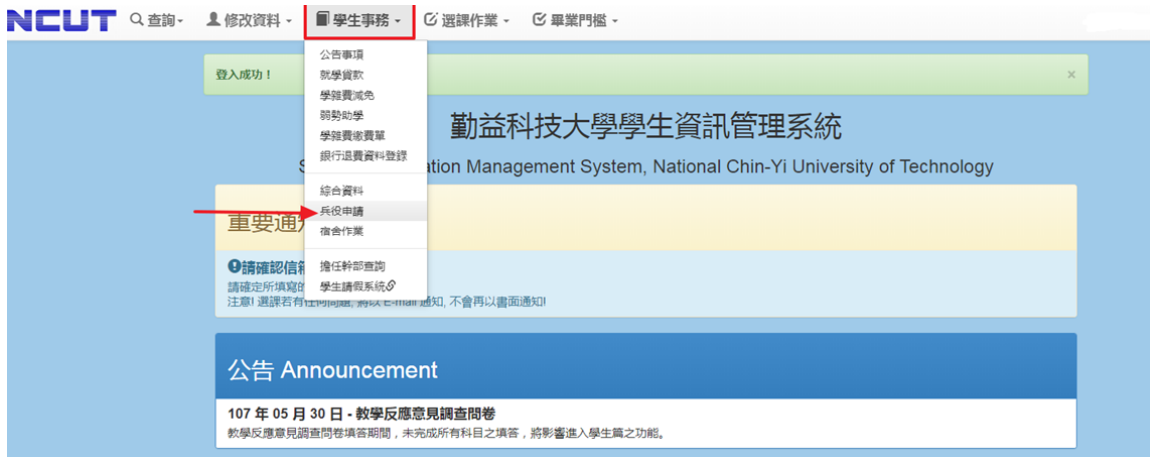 NCUT 查詢 修改資料 學生事務 選課作業 畢業門檻
公告事項
就學貸款
學雜費減免
弱勢助學
學雜費繳費單
銀行退費資料登錄
綜合資料
兵役申請
宿舍作業
擔任幹部查詢
學生請假系統
登入成功！ ×
勤益科技大學學生資訊管理系統
S ation Management System, National Chin-Yi University of Technology
重要通
請確認信箱
請確定所填寫的
注意! 選課若有任何問題, 將以 E-mail 通知, 不會再以書面通知!
公告 Announcement
107 年 05 月 30 日 - 教學反應意見調查問卷
教學反應意見調查問卷填答期間，未完成所有科目之填答，將影響進入學生篇之功能。